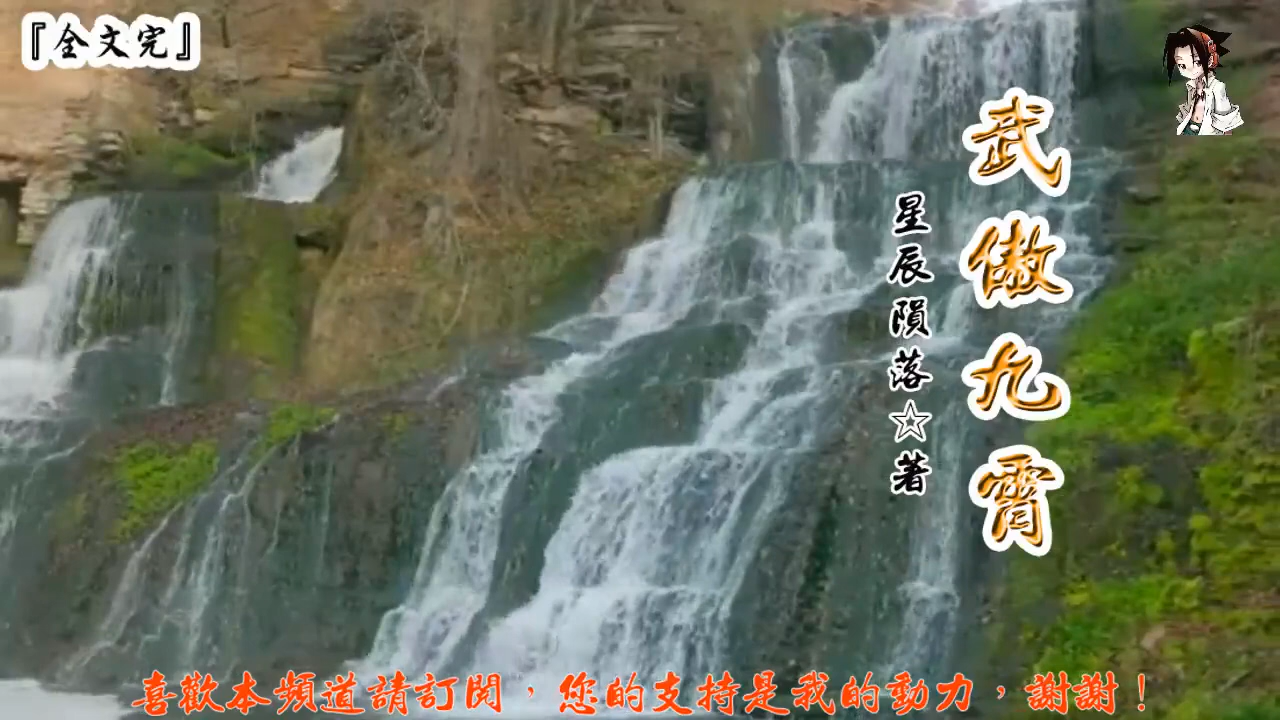 『全文完』
武傲九霄
星辰隕落☆著
喜歡本頻道請訂閱，您的支持是我的動力，謝謝！